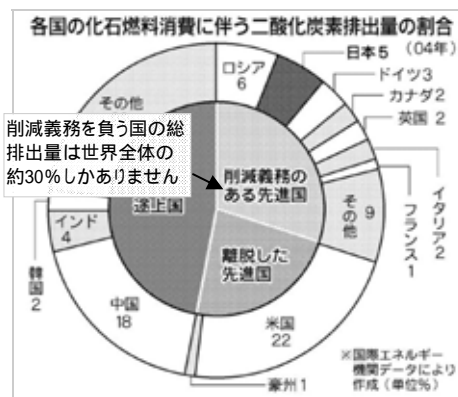 各国の化石燃料消費に伴う二酸化炭素排出量の割合
(04年)
ロシア
6
日本5
ドイツ3
カナダ2
英国 2
イタリア2
フランス1
その他
9
米国
22
豪州1
中国
18
インド
4
韓国
2
その他
削減義務を負う国の総
排出量は世界全体の
約30%しかありません
削減義務の
ある先進国
離脱した
先進国
途上国
※国際エネルギー
機関データにより
作成(単位%)